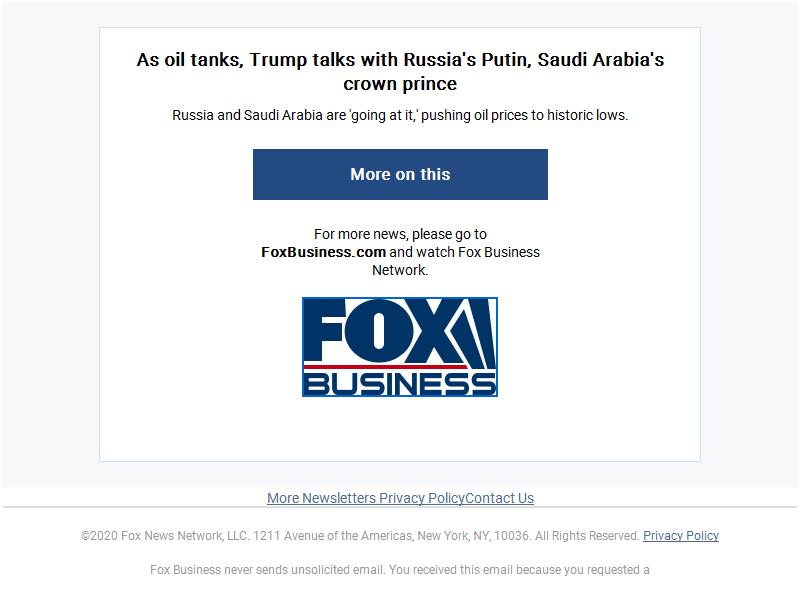 As oil tanks, Trump talks with Russia's Putin, Saudi Arabia's
crown prince
Russia and Saudi Arabia are 'going at it,' pushing oil prices to historic lows.
More on this
For more news, please go to
FoxBusiness.com and watch Fox Business
Network.
FOX
BUSINESS
More Newsletters Privacy PolicyContact Us
©2020 Fox News Network, LLC. 1211 Avenue of the Americas, New York, NY, 10036. All Rights Reserved. Privacy Policy
Fox Business never sends unsolicited email. You received this email because you requested a